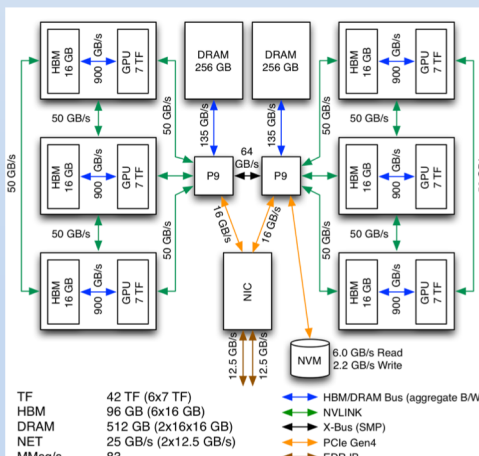 HBM
16 GB
900 GB/s
GPU
7 TF
DRAM
256 GB
DRAM
256 GB
HBM
16 GB
900 GB/s
GPU
7 TF
50 GB/s
50 GB/s
135 GB/s
135 GB/s
50 GB/s
50 GB/s
50 GB/s
HBM
16 GB
900 GB/s
GPU
7 TF
P9
64
GB/s
P9
HBM
16 GB
900 GB/s
GPU
7 TF
50 GB/s
50 GB/s
16 GB/s
16 GB/s
50 GB/s
50 GB/s
HBM
16 GB
900 GB/s
GPU
7 TF
NIC
HBM
16 GB
900 GB/s
GPU
7 TF
12.5 GB/s
12.5 GB/s
NVM
6.0 GB/s Read
2.2 GB/s Write
TF 42 TF (6x7 TF)
HBM 96 GB (6x16 GB)
DRAM 512 GB (2x16x16 GB)
NET 25 GB/s (2x12.5 GB/s)
MMsg/s 83
HBM/DRAM Bus (aggregate B/W
NVLINK
X-Bus (SMP)
PCIe Gen4
EDR IB